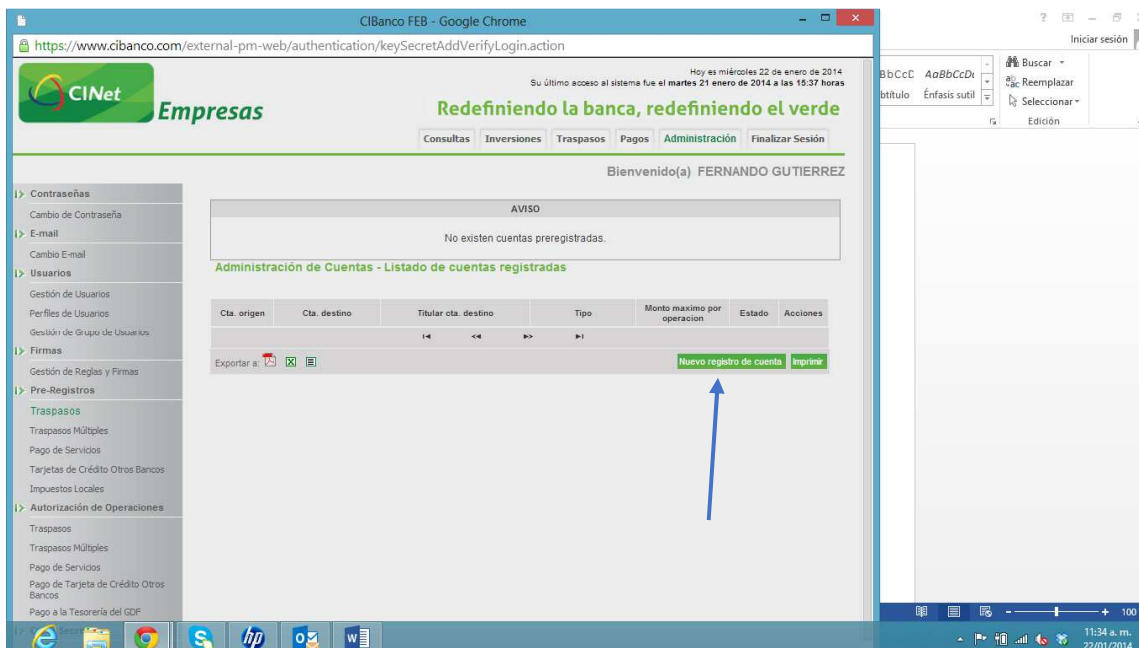 CIBanco FEB - Google Chrome
https://www.cibanco.com/external-pm-web/authentication/keySecretAddVerifyLogin.action
CINet
Empresas
Hoy es miércoles 22 de enero de 2014
Su último acceso al sistema fue el martes 21 enero de 2014 a las 15:37 horas
Redefiniendo la banca, redefiniendo el verde
Consultas Inversiones Traspasos Pagos Administración Finalizar Sesión
Bienvenido(a) FERNANDO GUTIERREZ
Contraseñas
Cambio de Contraseña
E-mail
Cambio E-mail
Usuarios
Gestión de Usuarios
Perfiles de Usuarios
Gestión de Grupo de Usuarios
Firmas
Gestión de Reglas y Firmas
Pre-Registros
Traspasos
Traspasos Múltiples
Pago de Servicios
Tarjetas de Crédito Otros Bancos
Impuestos Locales
Autorización de Operaciones
Traspasos
Traspasos Múltiples
Pago de Servicios
Pago de Tarjeta de Crédito Otros
Bancos
Pago a la Tesorería del GDF
AVISO
No existen cuentas preregistradas.
Administración de Cuentas - Listado de cuentas registradas
Cta. origen Cta. destino Titular cta. destino Tipo Monto maximo por operacion Estado Acciones
Exportar a:
Nuevo registro de cuenta Imprimir
?
Iniciar sesión
BbCcC AaBbCcDc
btítulo Énfasis sutil
Buscar
Reemplazar
Seleccionar
Edición
- + 100
11:34 a. m.
22/01/2014